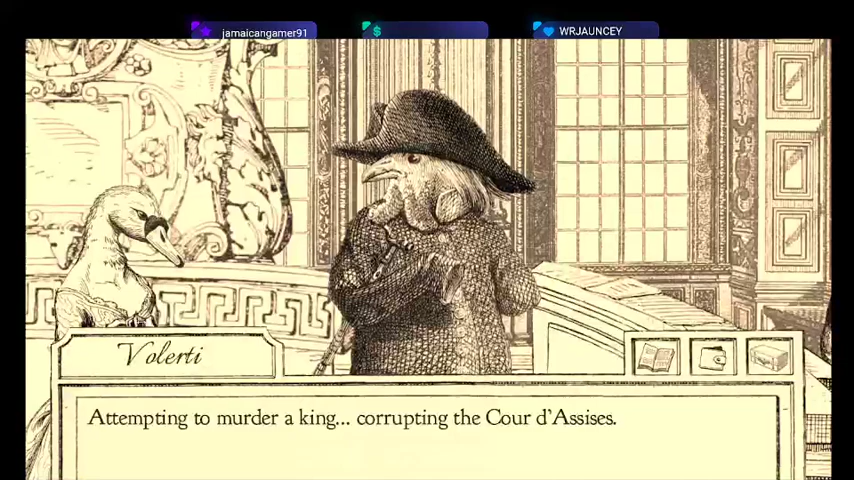 jamaicangamer91
$
WRJAUNCEY
Volerti
Attempting to murder a king... corrupting the Cour d'Assises.